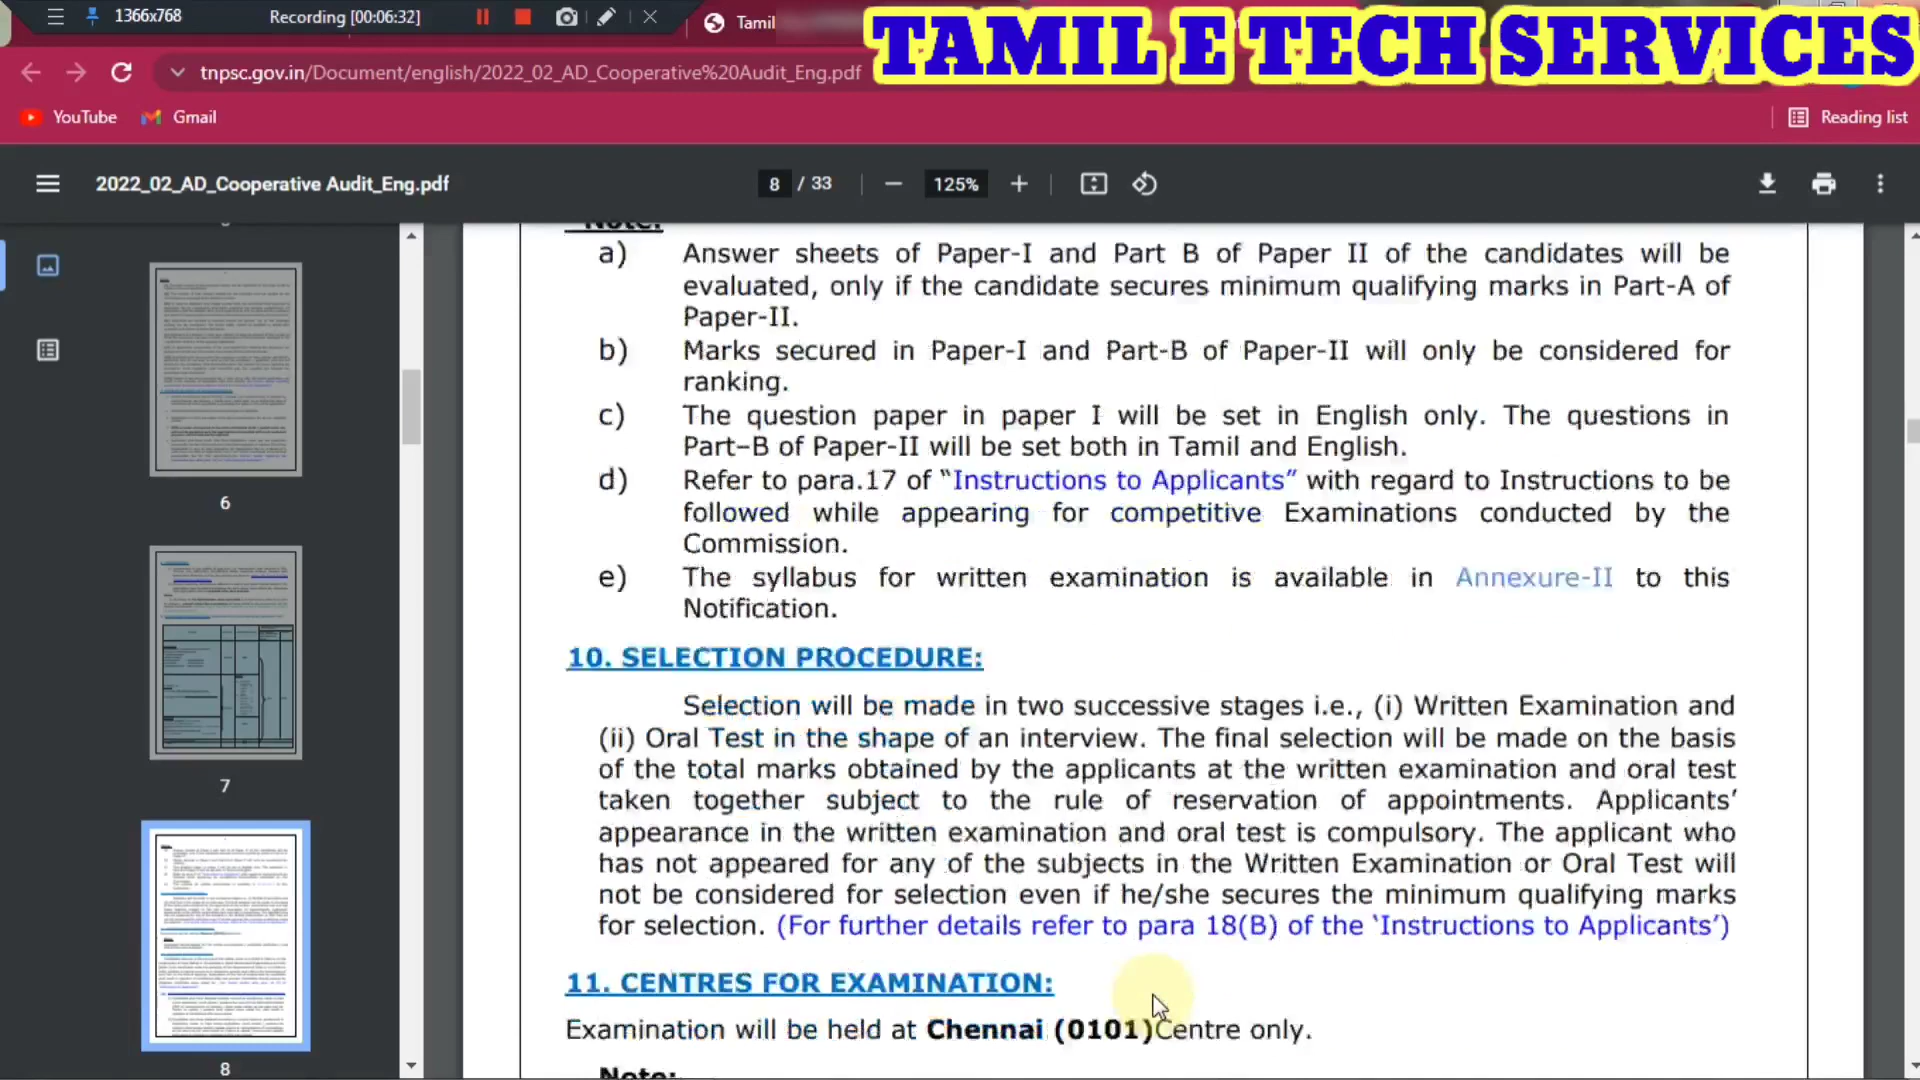 1366x768
Recording [00:06:32]
Tamil
TAMIL E TECH SERVICES
tnpsc.gov.in/Document/english/2022_02_AD_Cooperative%20Audit_Eng.pdf
YouTube
Gmail
Reading list
2022_02_AD_Cooperative Audit_Eng.pdf
8 / 33
125%
6
7
8
Note:
a) Answer sheets of Paper-I and Part B of Paper II of the candidates will be
evaluated, only if the candidate secures minimum qualifying marks in Part-A of
Paper-II.
b) Marks secured in Paper-I and Part-B of Paper-II will only be considered for
ranking.
c) The question paper in paper I will be set in English only. The questions in
Part–B of Paper-II will be set both in Tamil and English.
d) Refer to para.17 of “Instructions to Applicants” with regard to Instructions to be
followed while appearing for competitive Examinations conducted by the
Commission.
e) The syllabus for written examination is available in Annexure-II to this
Notification.
10. SELECTION PROCEDURE:
Selection will be made in two successive stages i.e., (i) Written Examination and
(ii) Oral Test in the shape of an interview. The final selection will be made on the basis
of the total marks obtained by the applicants at the written examination and oral test
taken together subject to the rule of reservation of appointments. Applicants’
appearance in the written examination and oral test is compulsory. The applicant who
has not appeared for any of the subjects in the Written Examination or Oral Test will
not be considered for selection even if he/she secures the minimum qualifying marks
for selection. (For further details refer to para 18(B) of the ‘Instructions to Applicants’)
11. CENTRES FOR EXAMINATION:
Examination will be held at Chennai (0101)Centre only.
Note: